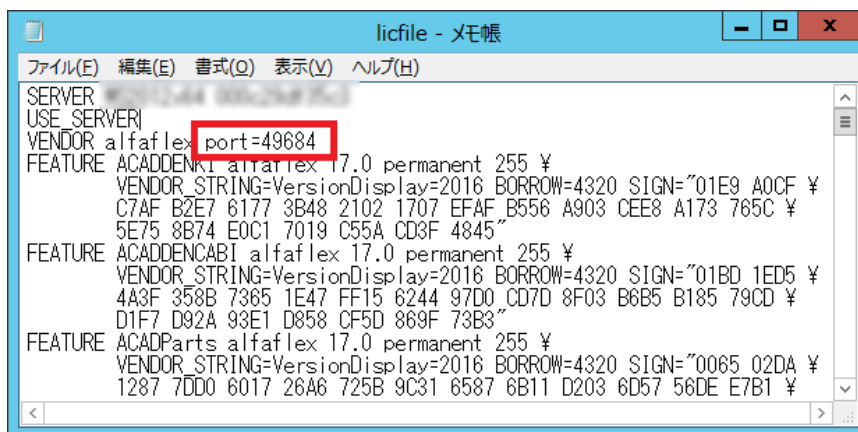 licfile - メモ帳
ファイル(F) 編集(E) 書式(O) 表示(V) ヘルプ(H)
SERVER
USE_SERVER
VENDOR alfaflex port=49684
FEATURE ACADDENKI alfaflex 17.0 permanent 255 ¥
VENDOR_STRING=VersionDisplay=2016 BORROW=4320 SIGN="01E9 A0CF ¥
C7AF B2E7 6177 3B48 2102 1707 EFAF B556 A903 CEE8 A173 765C ¥
5E75 8B74 E0C1 7019 C55A CD3F 4845"
FEATURE ACADDENCABI alfaflex 17.0 permanent 255 ¥
VENDOR_STRING=VersionDisplay=2016 BORROW=4320 SIGN="01BD 1ED5 ¥
4A3F 358B 7365 1E47 FF15 6244 97D0 CD7D 8F03 B6B5 B185 79CD ¥
D1F7 D92A 93E1 D858 CF5D 869F 73B3"
FEATURE ACADParts alfaflex 17.0 permanent 255 ¥
VENDOR_STRING=VersionDisplay=2016 BORROW=4320 SIGN="0065 02DA ¥
1287 7DD0 6017 26A6 725B 9C31 6587 6B11 D203 6D57 56DE E7B1 ¥